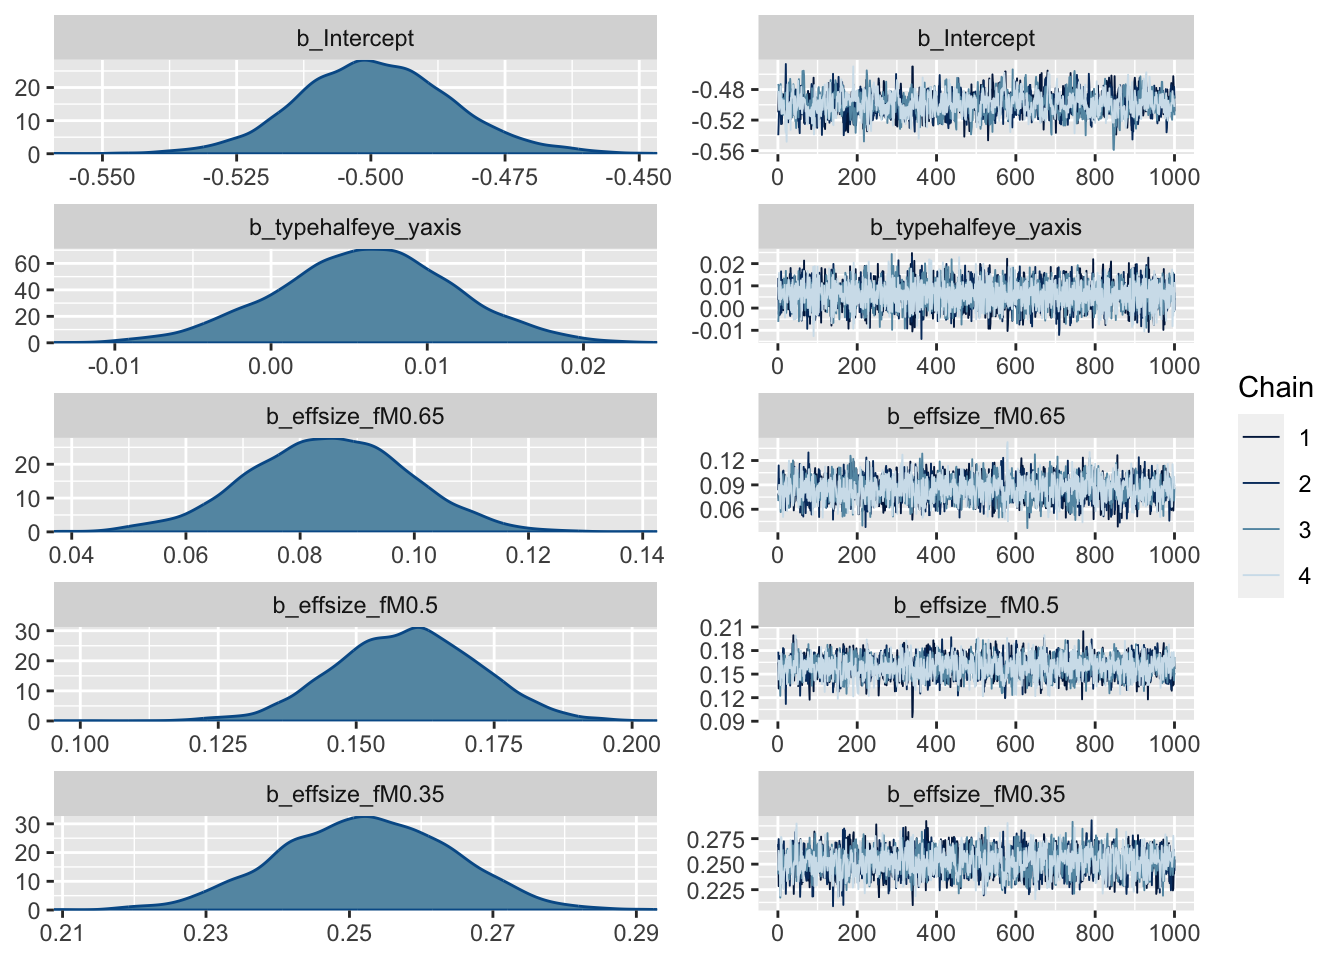 b_Intercept
20
10
0
-0.550 -0.525 -0.500 -0.475 -0.450
b_Intercept
-0.48
-0.52
-0.56
0 200 400 600 800 1000
b_typehalfeye_yaxis
60
40
20
0
-0.01 0.00 0.01 0.02
b_typehalfeye_yaxis
0.02
0.01
0.00
-0.01
0 200 400 600 800 1000
b_effsize_fM0.65
20
10
0
0.04 0.06 0.08 0.10 0.12 0.14
b_effsize_fM0.65
0.12
0.09
0.06
0 200 400 600 800 1000
b_effsize_fM0.5
30
20
10
0
0.100 0.125 0.150 0.175 0.200
b_effsize_fM0.5
0.21
0.18
0.15
0.12
0.09
0 200 400 600 800 1000
b_effsize_fM0.35
30
20
10
0
0.21 0.23 0.25 0.27 0.29
b_effsize_fM0.35
0.275
0.250
0.225
0 200 400 600 800 1000
Chain
1
2
3
4